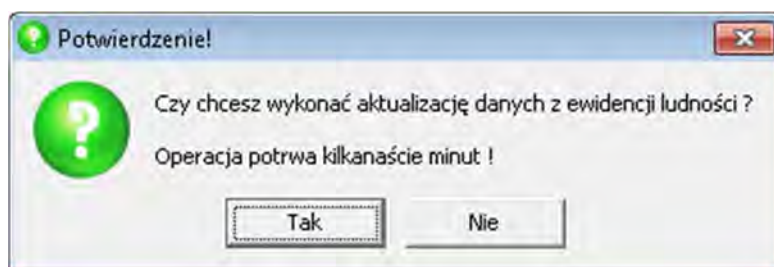 Potwierdzenie!
Czy chcesz wykonać aktualizację danych z ewidencji ludności ?
Operacja potrwa kilkanaście minut !
Tak
Nie